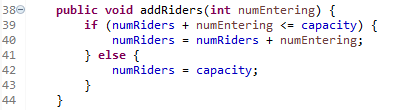 38 public void addRiders(int numEntering) {
39 if (numRiders + numEntering <= capacity) {
40 numRiders = numRiders + numEntering;
41 } else {
42 numRiders = capacity;
43 }
44 }